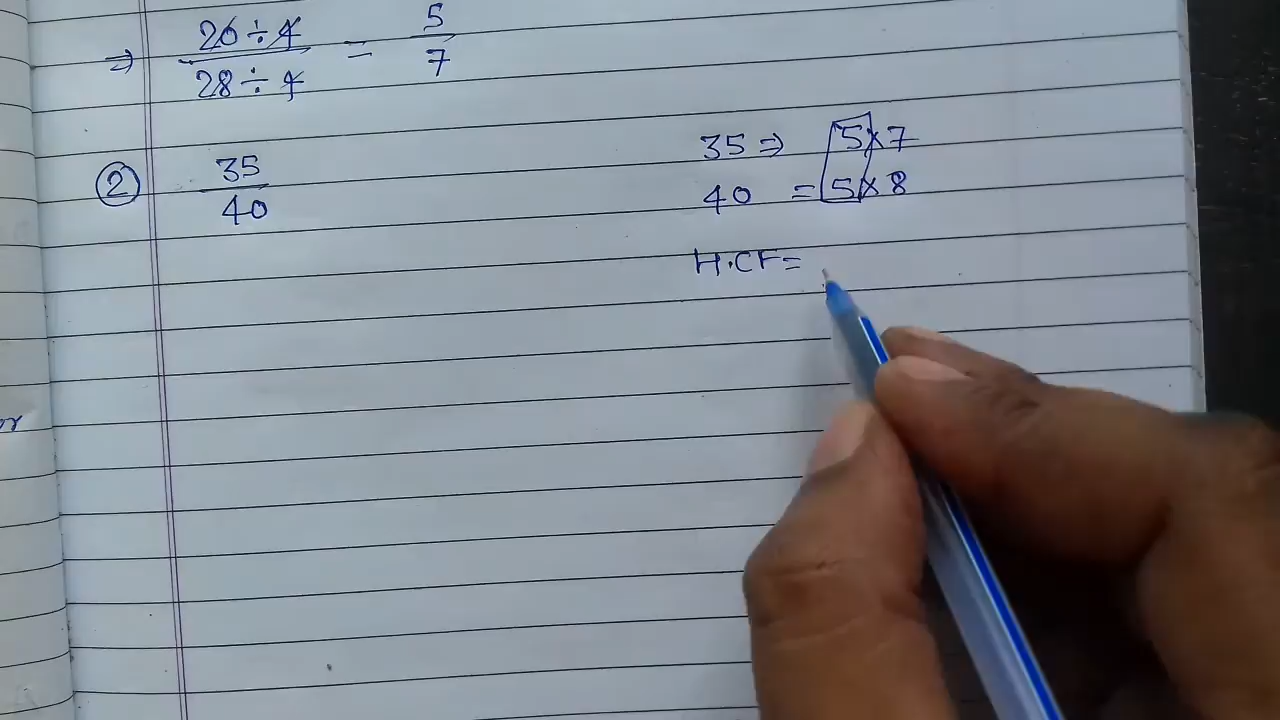 ⇒ 20÷4 = 5
28÷4 7
② 35
40
35 ⇒ 5×7
40 = 5×8
H.CF=